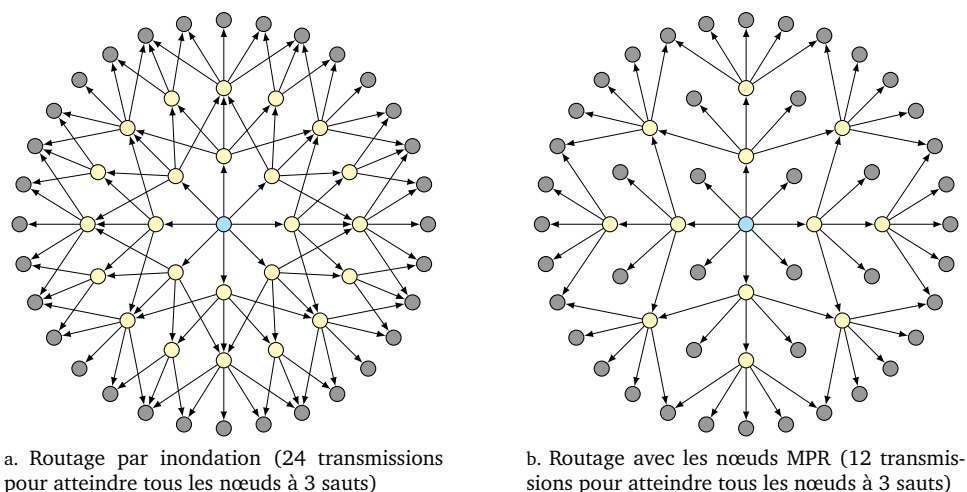 a. Routage par inondation (24 transmissions
pour atteindre tous les nœuds à 3 sauts)
b. Routage avec les nœuds MPR (12 transmis-
sions pour atteindre tous les nœuds à 3 sauts)